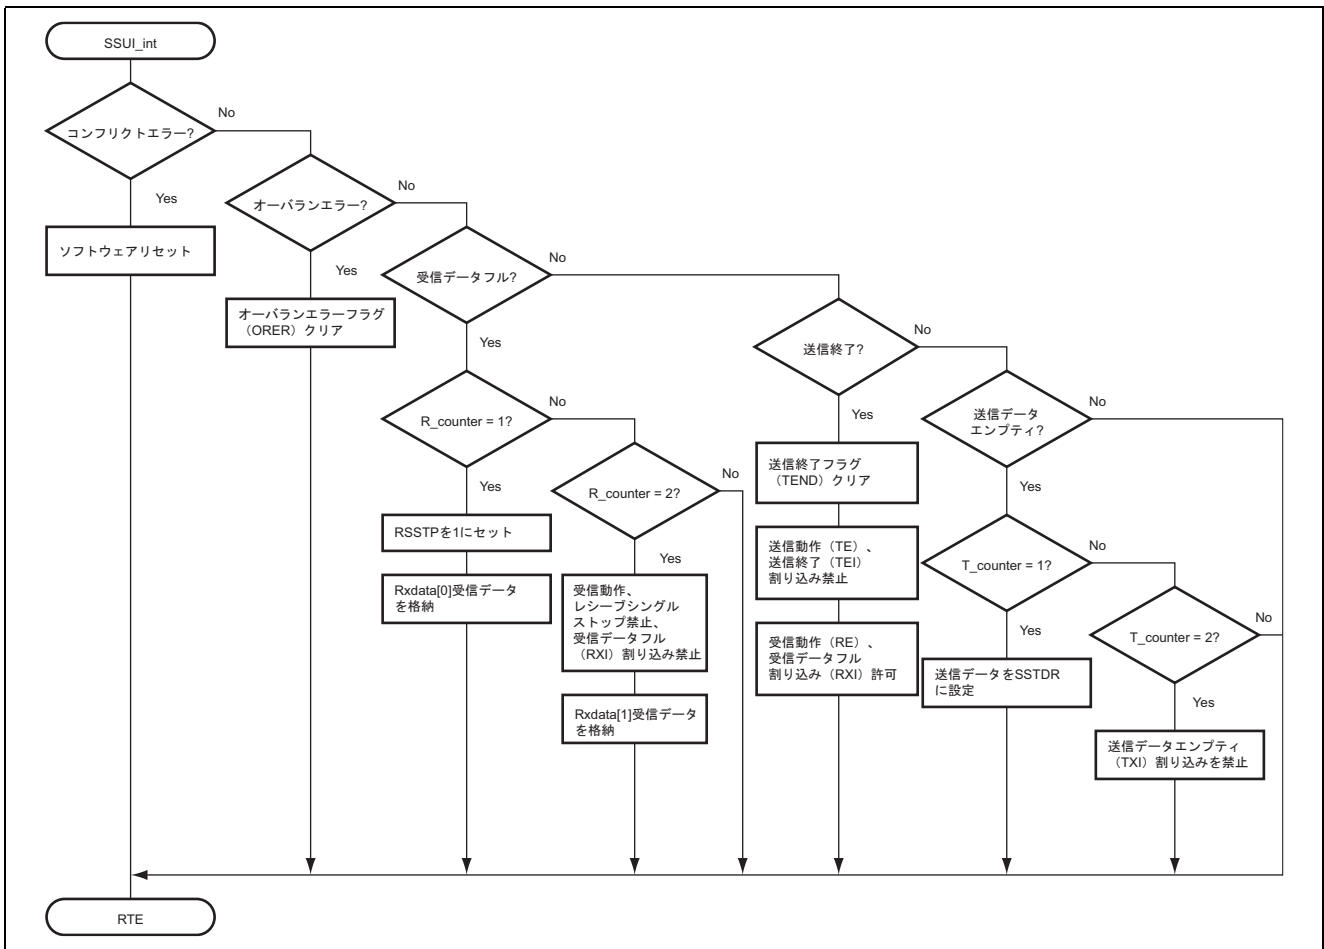 SSUI_int
コンフリクトエラー?
No
Yes
ソフトウェアリセット
オーバランエラー?
No
Yes
オーバランエラーフラグ
（ORER）クリア
受信データフル?
No
Yes
R_counter = 1?
No
Yes
RSSTPを1にセット
Rxdata[0]受信データ
を格納
R_counter = 2?
No
Yes
受信動作、
レシーブシングル
ストップ禁止、
受信データフル
（RXI）割り込み禁止
Rxdata[1]受信データ
を格納
送信終了?
No
Yes
送信終了フラグ
（TEND）クリア
送信動作（TE）、
送信終了（TEI）
割り込み禁止
受信動作（RE）、
受信データフル
割り込み（RXI）許可
送信データ
エンプティ?
No
Yes
T_counter = 1?
No
Yes
送信データをSSTDR
に設定
T_counter = 2?
No
Yes
送信データエンプティ
（TXI）割り込みを禁止
RTE